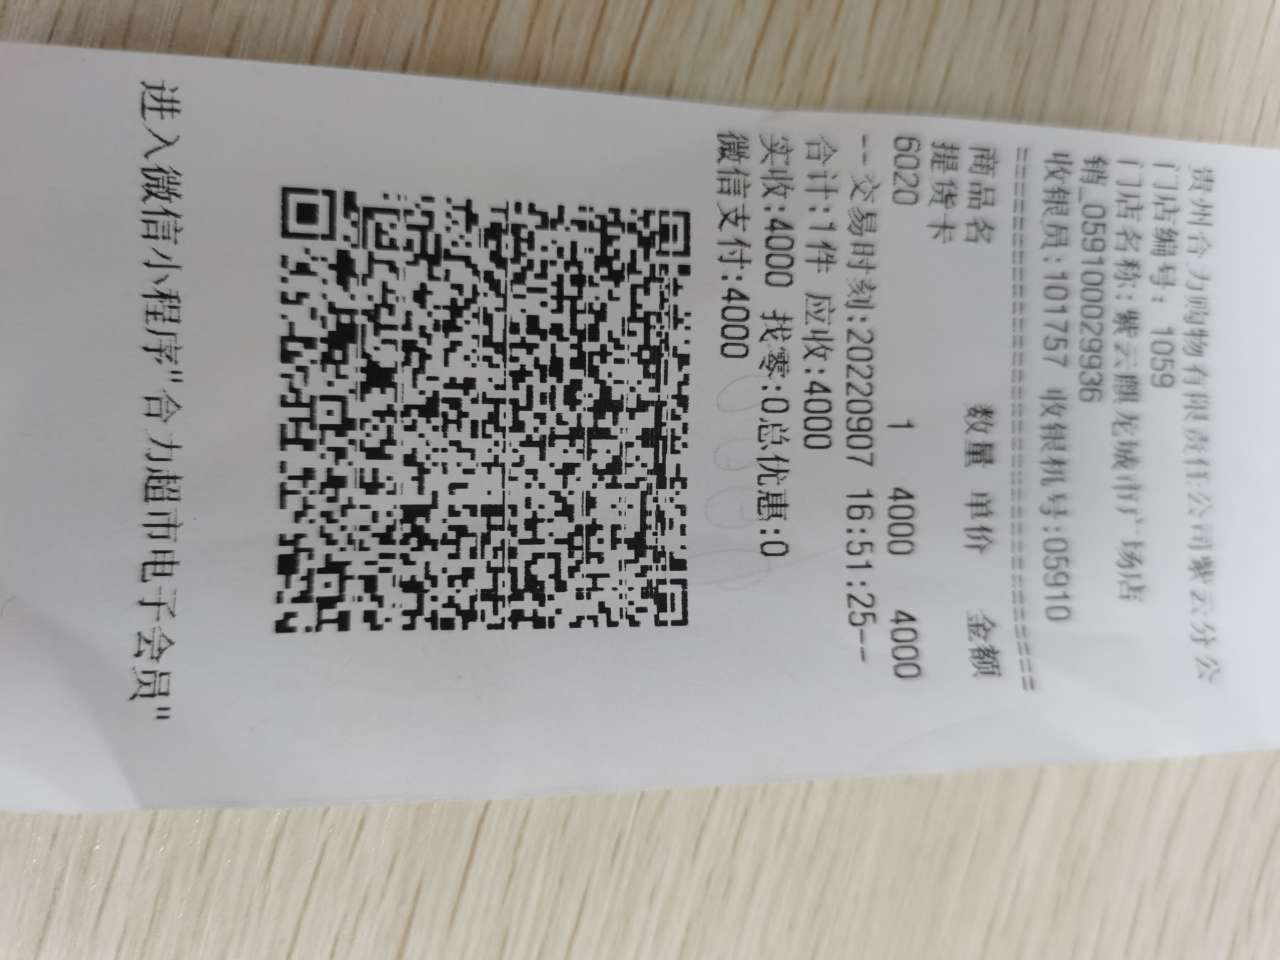 贵州合力购物有限责任公司紫云分公
门店编号: 1059
门店名称:紫云麒龙城市广场店
销_0591000299936
收银员:101757 收银机号:05910
================================
商品名 数量 单价 金额
提货卡
6020 1 4000 4000
--交易时刻:20220907 16:51:25--
合计:1件 应收:4000
实收:4000 找零:0总优惠:0
微信支付:4000
进入微信小程序"合力超市电子会员"